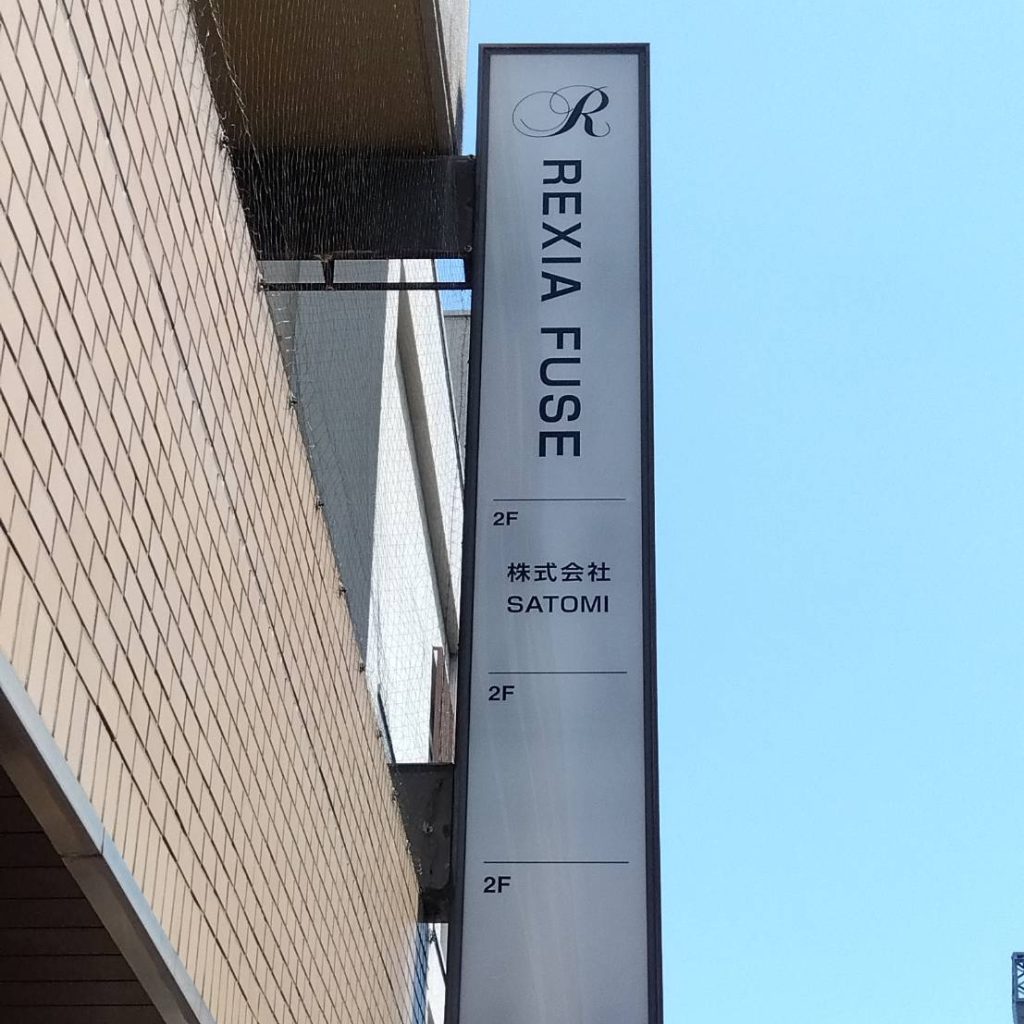 R
REXIA FUSE
2F
株式会社
SATOMI
2F
2F